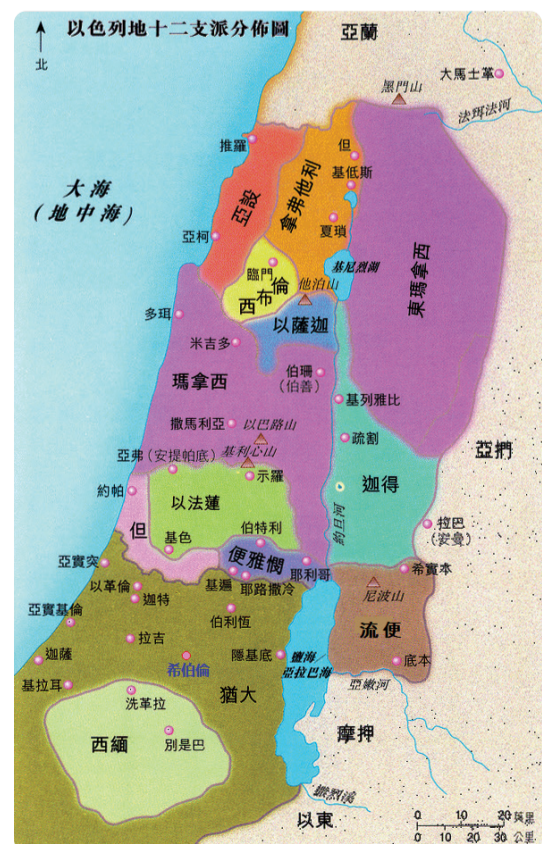 以色列地十二支派分佈圖
北
亞蘭
大馬士革
黑門山
法珥法河
推羅
但
基低斯
大海
(地中海)
亞設
拿弗他利
夏瑣
亞柯
臨門
西布倫
基尼烈湖
他泊山
東瑪拿西
多珥
以薩迦
米吉多
瑪拿西
伯珊
(伯善)
基列雅比
撒馬利亞
以巴路山
疏割
亞捫
亞弗(安提帕底)
基利心山
示羅
迦得
約帕
以法蓮
約旦河
但
基色
伯特利
拉巴
(安曼)
便雅憫
亞實突
耶利哥
希實本
以革倫
基遍
耶路撒冷
尼波山
迦特
亞實基倫
伯利恆
流便
拉吉
迦薩
希伯倫
隱基底
鹽海
亞拉巴海
底本
基拉耳
亞嫩河
洗革拉
猶大
西緬
別是巴
摩押
撒烈溪
以東
0 10 20 英里
0 10 20 30 公里